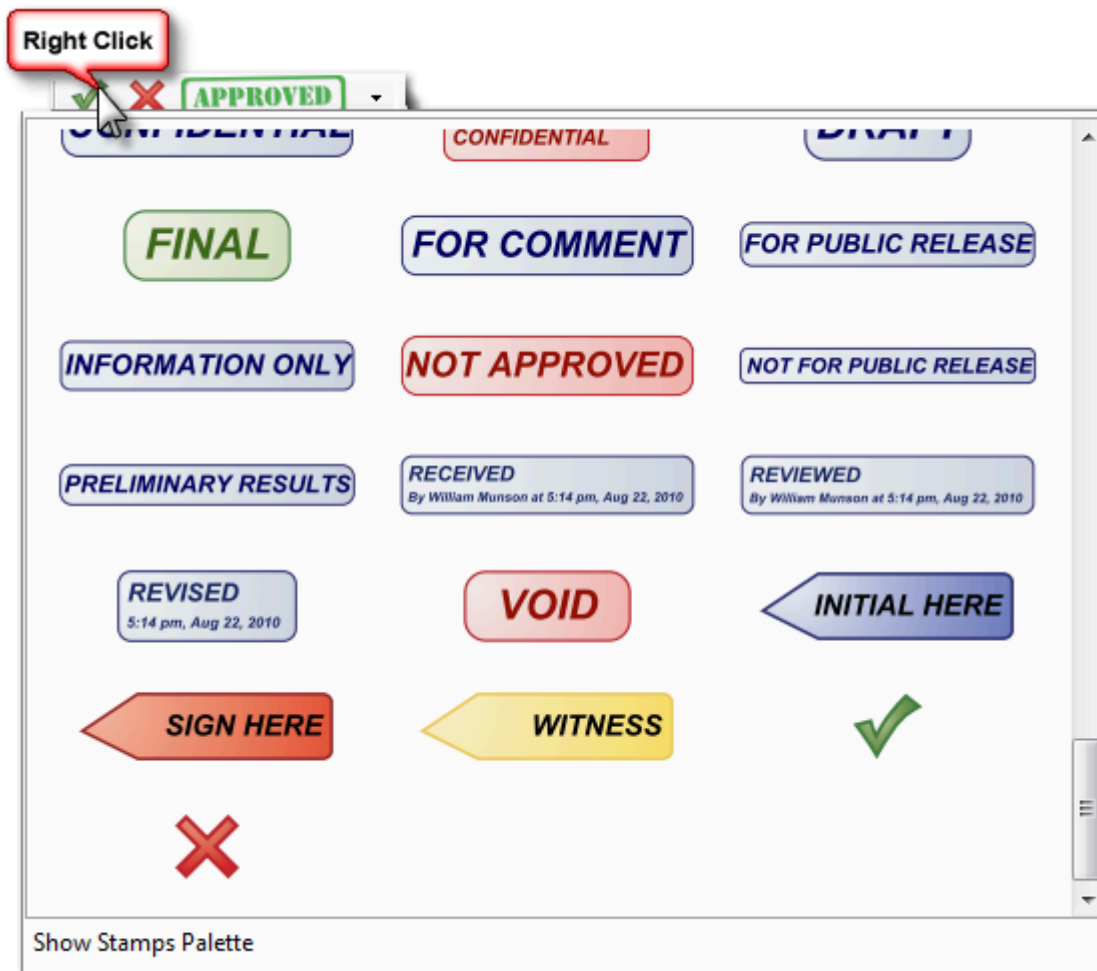 Right Click
APPROVED
CONFIDENTIAL
CONFIDENTIAL
DRAFT
FINAL
FOR COMMENT
FOR PUBLIC RELEASE
INFORMATION ONLY
NOT APPROVED
NOT FOR PUBLIC RELEASE
PRELIMINARY RESULTS
RECEIVED
By William Munson at 5:14 pm, Aug 22, 2010
REVIEWED
By William Munson at 5:14 pm, Aug 22, 2010
REVISED
5:14 pm, Aug 22, 2010
VOID
INITIAL HERE
SIGN HERE
WITNESS
Show Stamps Palette